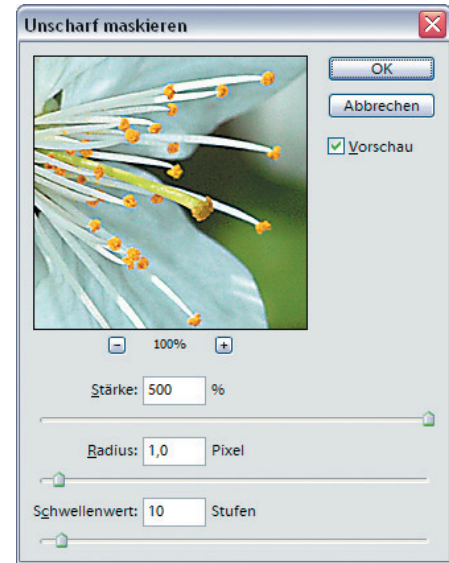 Unscharf maskieren
OK
Abbrechen
Vorschau
100%
Stärke: 500 %
Radius: 1,0 Pixel
Schwellenwert: 10 Stufen